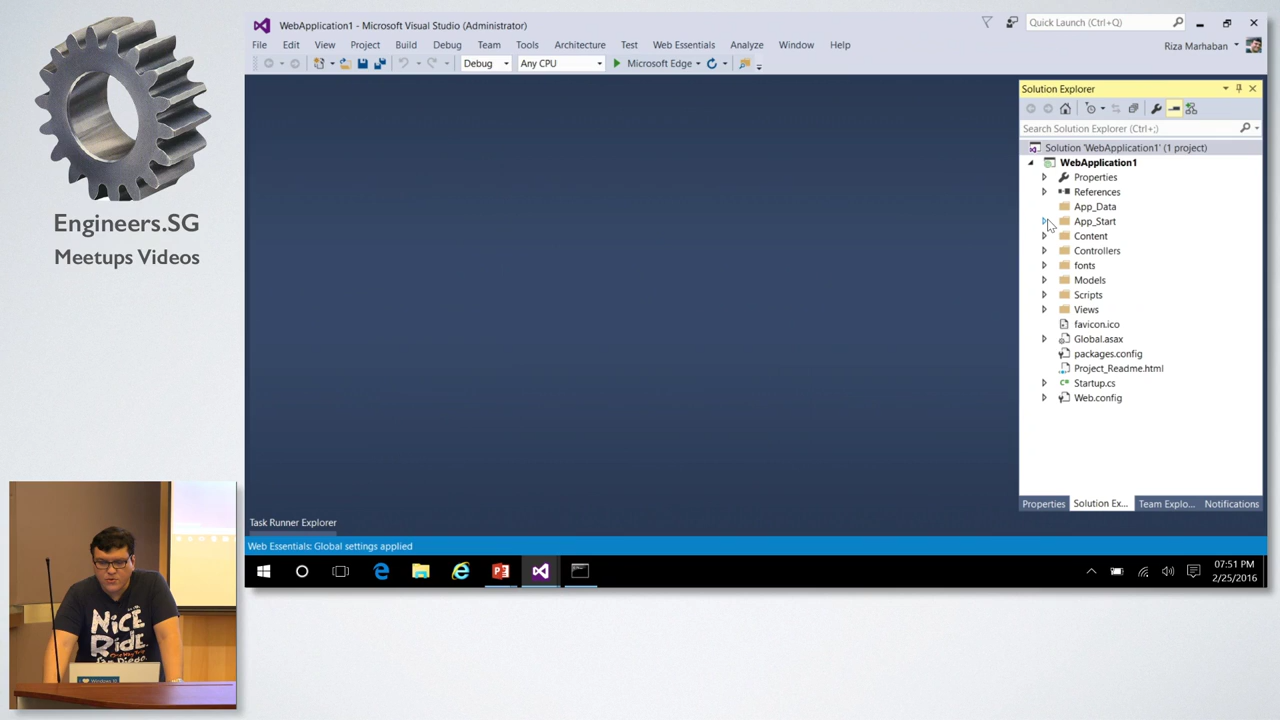 Engineers.SG
Meetups Videos
WebApplication1 - Microsoft Visual Studio (Administrator)
Quick Launch (Ctrl+Q)
File Edit View Project Build Debug Team Tools Architecture Test Web Essentials Analyze Window Help
Riza Marhaban
Debug Any CPU Microsoft Edge
Solution Explorer
Search Solution Explorer (Ctrl+;)
Solution 'WebApplication1' (1 project)
WebApplication1
Properties
References
App_Data
App_Start
Content
Controllers
fonts
Models
Scripts
Views
favicon.ico
Global.asax
packages.config
Project_Readme.html
C# Startup.cs
Web.config
Properties Solution Ex... Team Explo... Notifications
Task Runner Explorer
Web Essentials: Global settings applied
07:51 PM
2/25/2016
NiCE
RiDE
San Diego
Windows 10